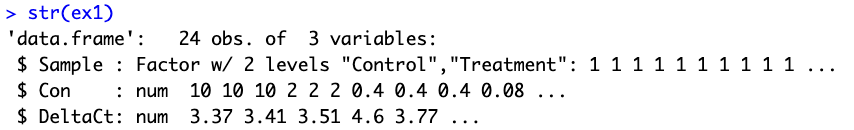 > str(ex1)
'data.frame':   24 obs. of  3 variables:
 $ Sample : Factor w/ 2 levels "Control","Treatment": 1 1 1 1 1 1 1 1 1 1 ...
 $ Con    : num  10 10 10 2 2 2 0.4 0.4 0.4 0.08 ...
 $ DeltaCt: num  3.37 3.41 3.51 4.6 3.77 ...